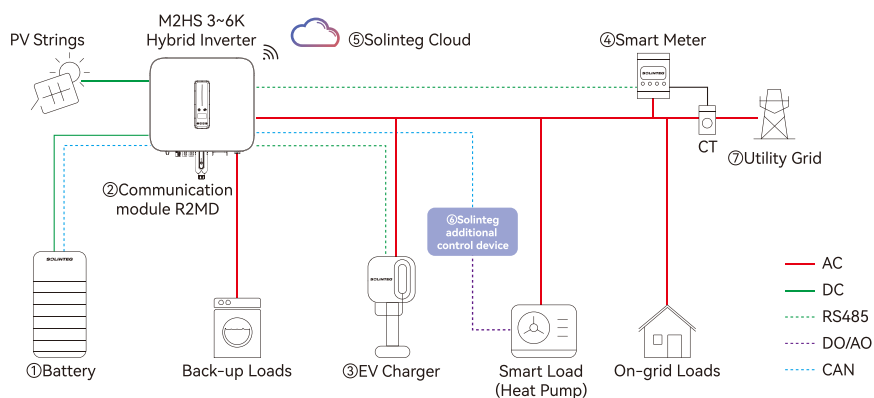 PV Strings
M2HS 3~6K
Hybrid Inverter
⑤Solinteg Cloud
④Smart Meter
SOLINTEG
CT
⑦Utility Grid
②Communication
module R2MD
⑥Solinteg
additional
control device
SOLINTEG
SOLINTEG
①Battery
Back-up Loads
③EV Charger
Smart Load
(Heat Pump)
On-grid Loads
AC
DC
RS485
DO/AO
CAN